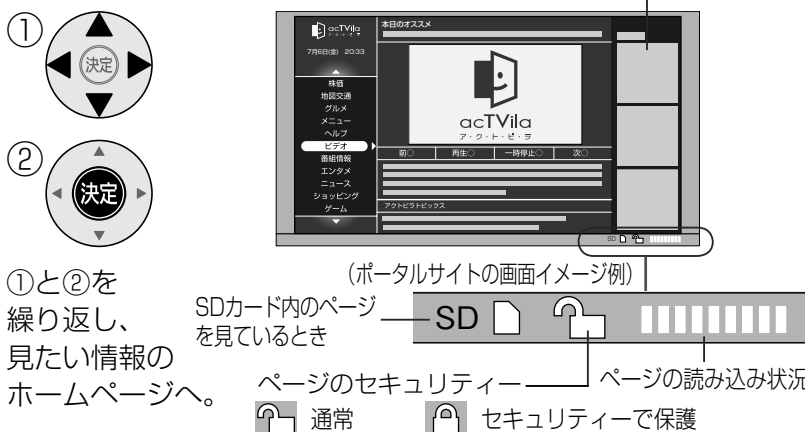 ①
決定
②
決定
①と②を
繰り返し、
見たい情報の
ホームページへ。
acTVila
ア・ク・ト・ビ・ラ
7月6日(金) 20:33
株価
地図交通
グルメ
メニュー
ヘルプ
ビデオ
番組情報
エンタメ
ニュース
ショッピング
ゲーム
本日のオススメ
acTVila
ア・ク・ト・ビ・ラ
前○ 再生○ 一時停止○ 次○
アクトビラトピックス
SD
(ポータルサイトの画面イメージ例)
SDカード内のページ
を見ているとき
SD
ページのセキュリティー
ページの読み込み状況
通常
セキュリティーで保護